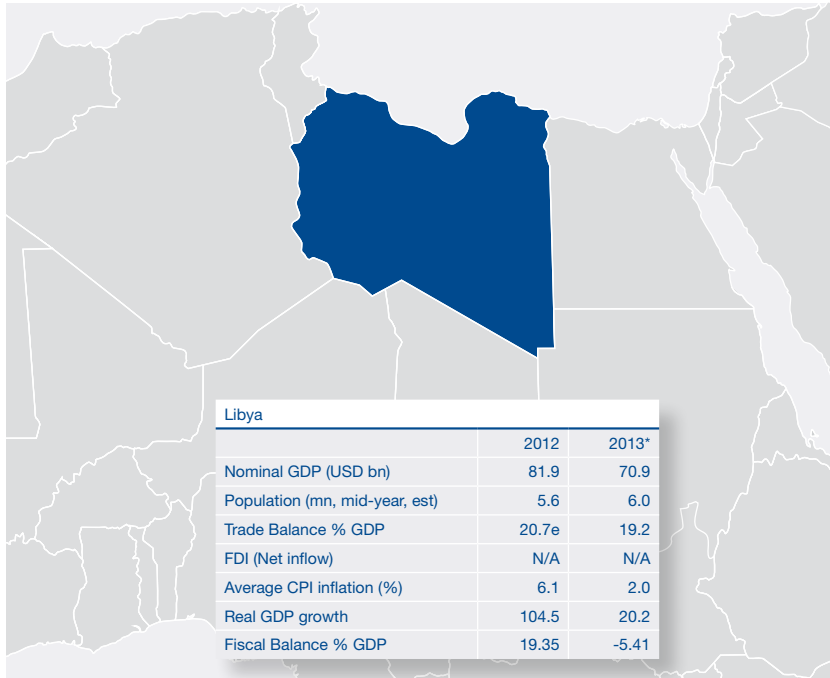 Libya
2012 2013*
Nominal GDP (USD bn) 81.9 70.9
Population (mn, mid-year, est) 5.6 6.0
Trade Balance % GDP 20.7e 19.2
FDI (Net inflow) N/A N/A
Average CPI inflation (%) 6.1 2.0
Real GDP growth 104.5 20.2
Fiscal Balance % GDP 19.35 -5.41